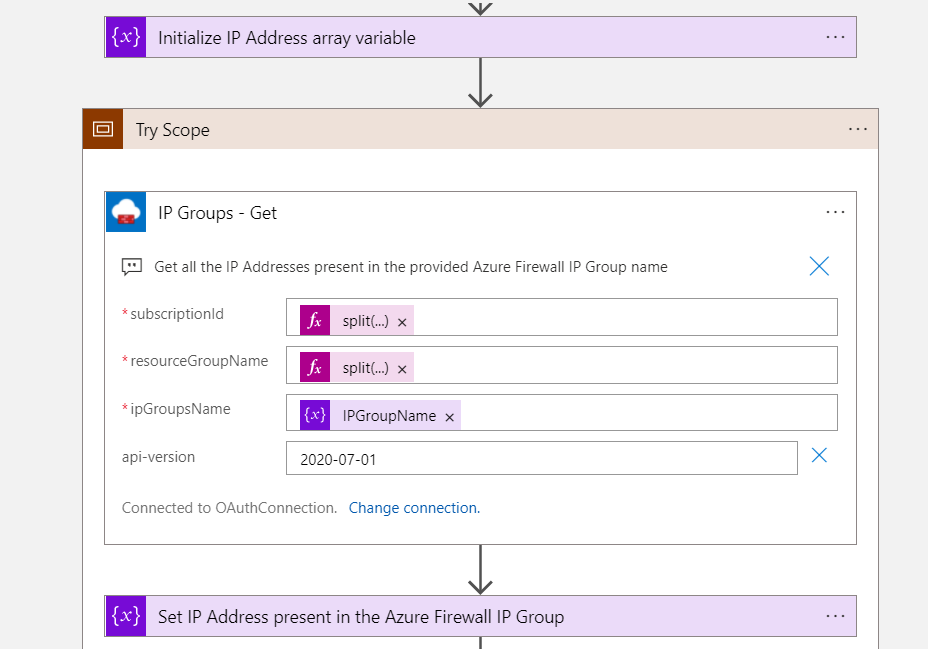 {x} Initialize IP Address array variable ...
Try Scope ...
IP Groups - Get ...
Get all the IP Addresses present in the provided Azure Firewall IP Group name
*subscriptionId fx split(...) ×
*resourceGroupName fx split(...) ×
*ipGroupsName {x} IPGroupName ×
api-version 2020-07-01
Connected to OAuthConnection. Change connection.
{x} Set IP Address present in the Azure Firewall IP Group ...